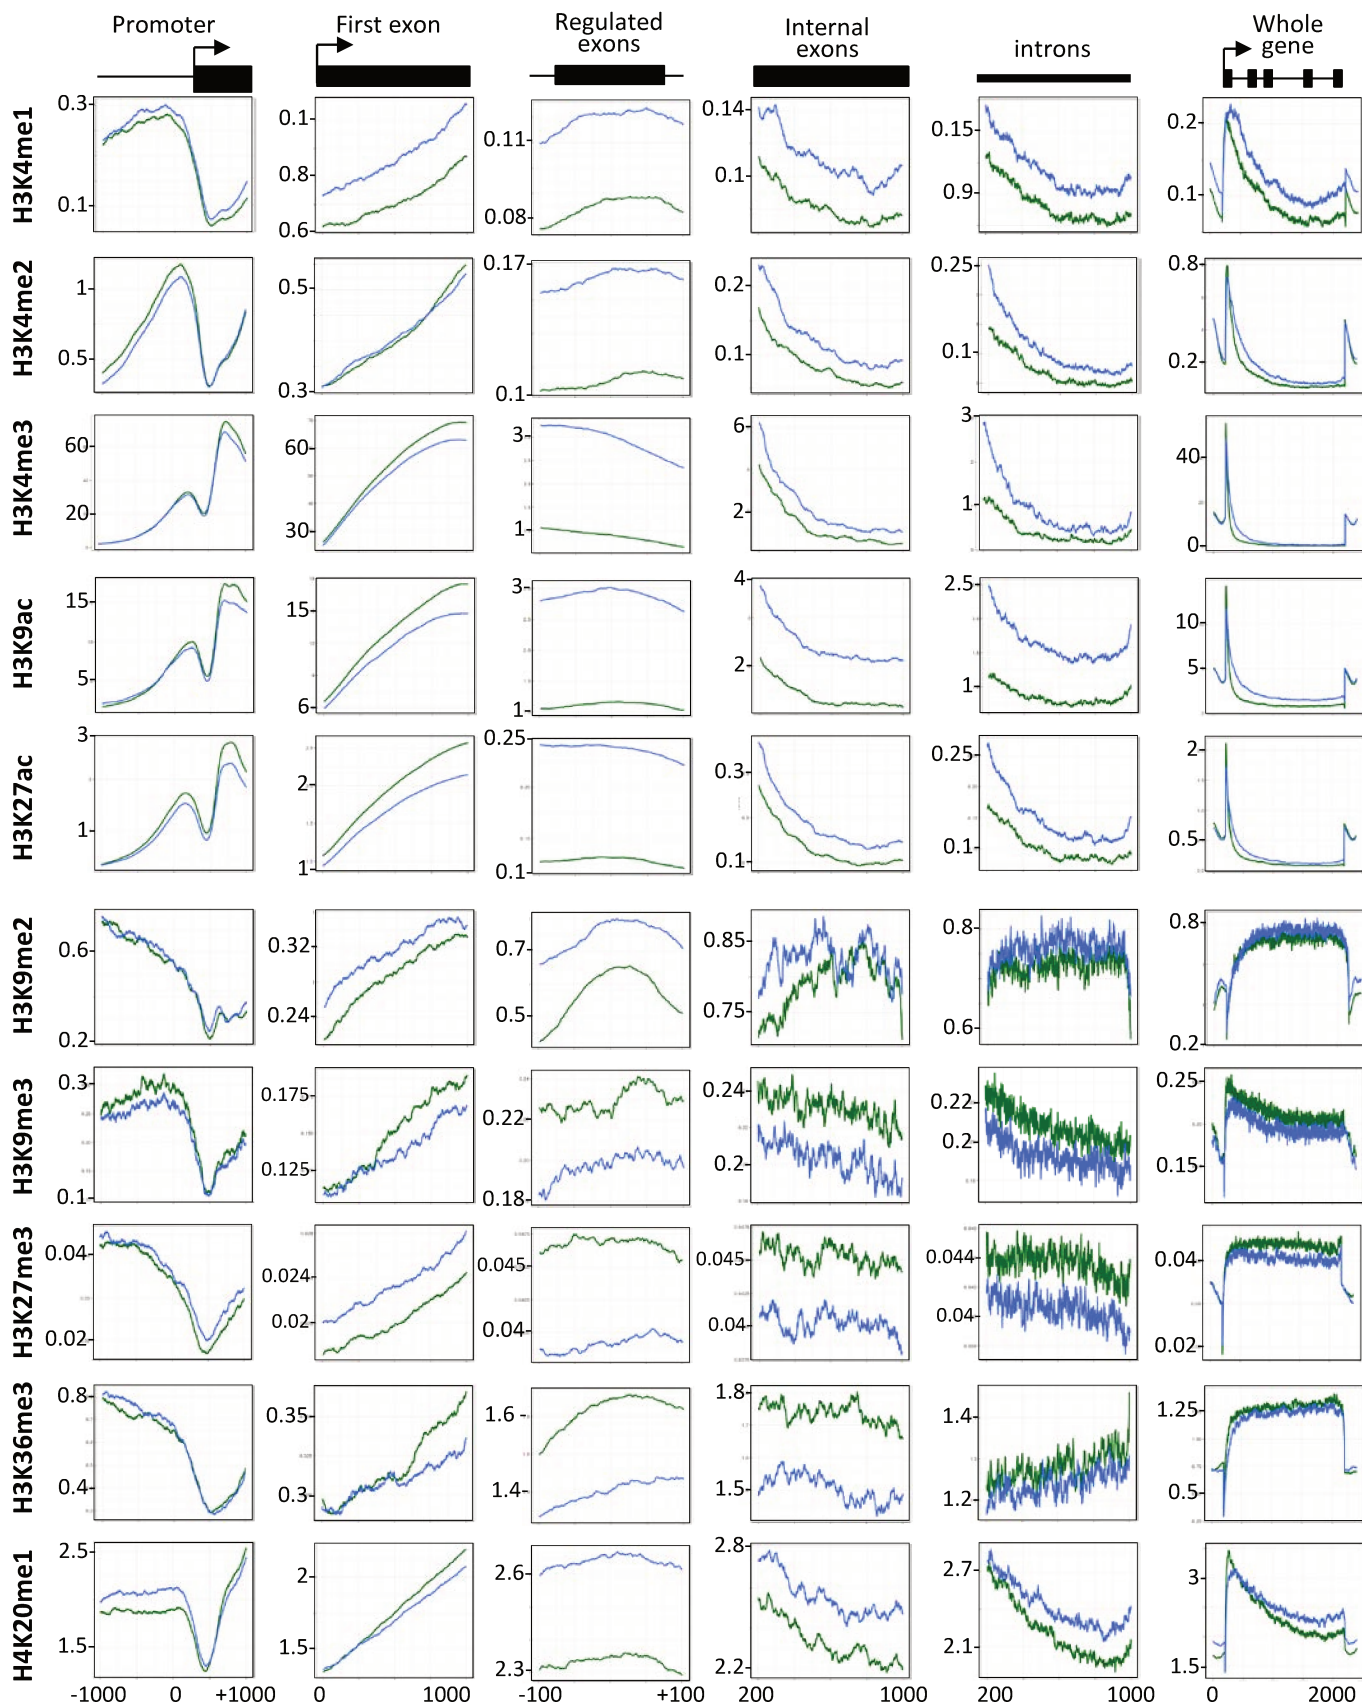 Promoter First exon Regulated exons Internal exons introns Whole gene
H3K4me1 0.3 0.1 0.1 0.8 0.6 0.11 0.08 0.14 0.1 0.15 0.9 0.2 0.1
H3K4me2 1 0.5 0.5 0.3 0.17 0.1 0.2 0.1 0.25 0.1 0.8 0.2
H3K4me3 60 20 60 30 3 1 6 2 3 1 40 0
H3K9ac 15 5 15 6 3 1 4 2 2.5 1 10 5
H3K27ac 3 1 2 1 0.25 0.1 0.3 0.1 0.25 0.1 2 0.5
H3K9me2 0.6 0.2 0.32 0.24 0.7 0.5 0.85 0.75 0.8 0.6 0.8 0.2
H3K9me3 0.3 0.1 0.175 0.125 0.22 0.18 0.24 0.2 0.22 0.2 0.25 0.15
H3K27me3 0.04 0.02 0.024 0.02 0.045 0.04 0.045 0.04 0.044 0.04 0.04 0.02
H3K36me3 0.8 0.4 0.35 0.3 1.6 1.4 1.8 1.5 1.4 1.2 1.25 0.5
H4K20me1 2.5 1.5 2 1.5 2.6 2.3 2.8 2.2 2.7 2.1 3 1.5
-1000 0 +1000 0 1000 -100 +100 200 1000 200 1000 0 2000